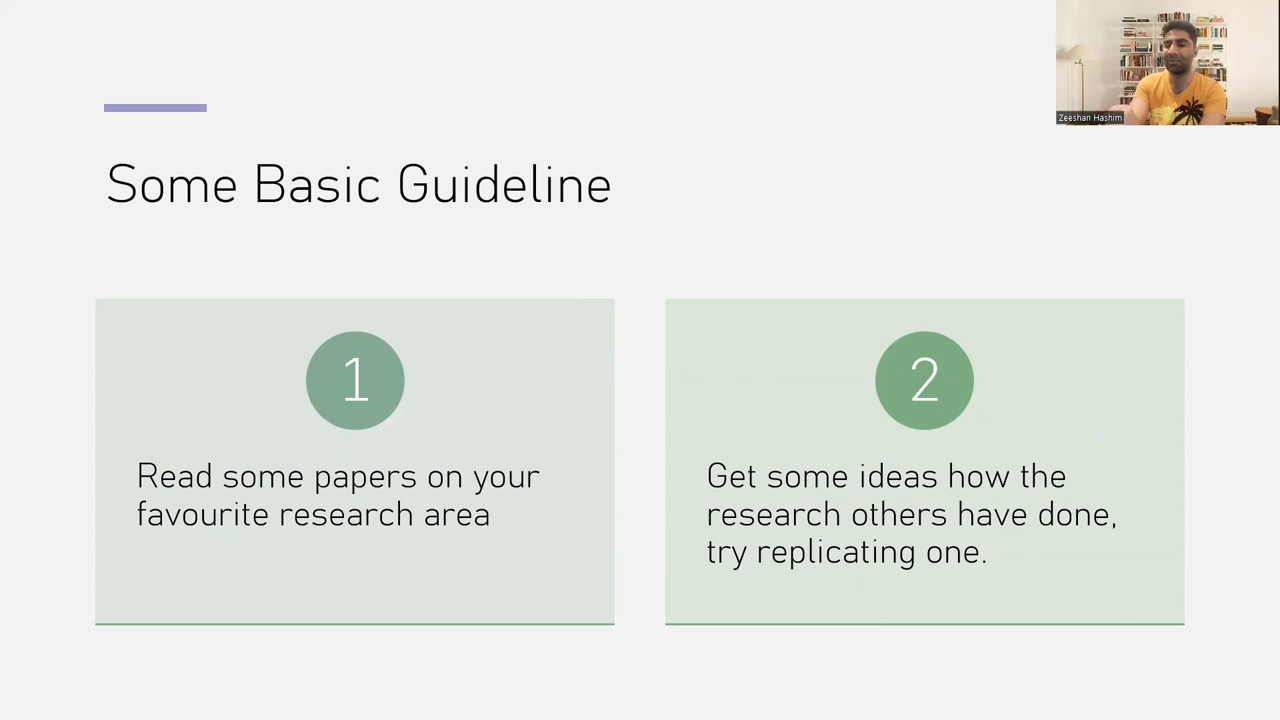 Zeeshan Hashim
Some Basic Guideline
1
Read some papers on your
favourite research area
2
Get some ideas how the
research others have done,
try replicating one.